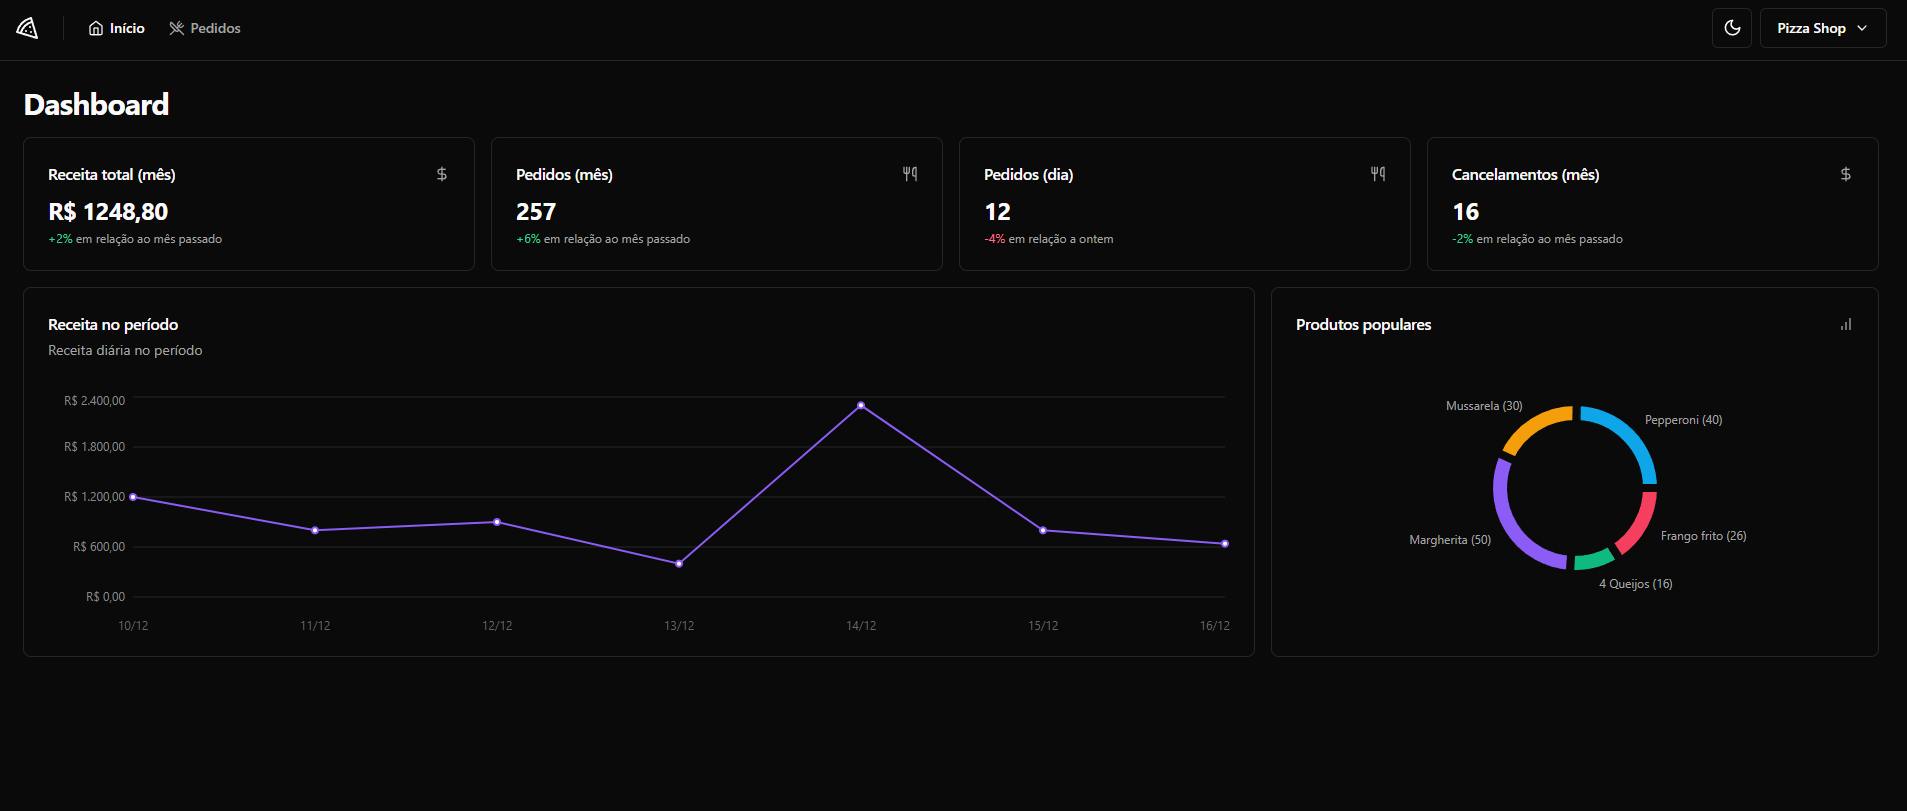 Início
Pedidos
Pizza Shop
Dashboard
Receita total (mês)
R$ 1248,80
+2% em relação ao mês passado
Pedidos (mês)
257
+6% em relação ao mês passado
Pedidos (dia)
12
-4% em relação a ontem
Cancelamentos (mês)
16
-2% em relação ao mês passado
Receita no período
Receita diária no período
R$ 2.400,00
R$ 1.800,00
R$ 1.200,00
R$ 600,00
R$ 0,00
10/12
11/12
12/12
13/12
14/12
15/12
16/12
Produtos populares
Mussarela (30)
Pepperoni (40)
Margherita (50)
Frango frito (26)
4 Queijos (16)